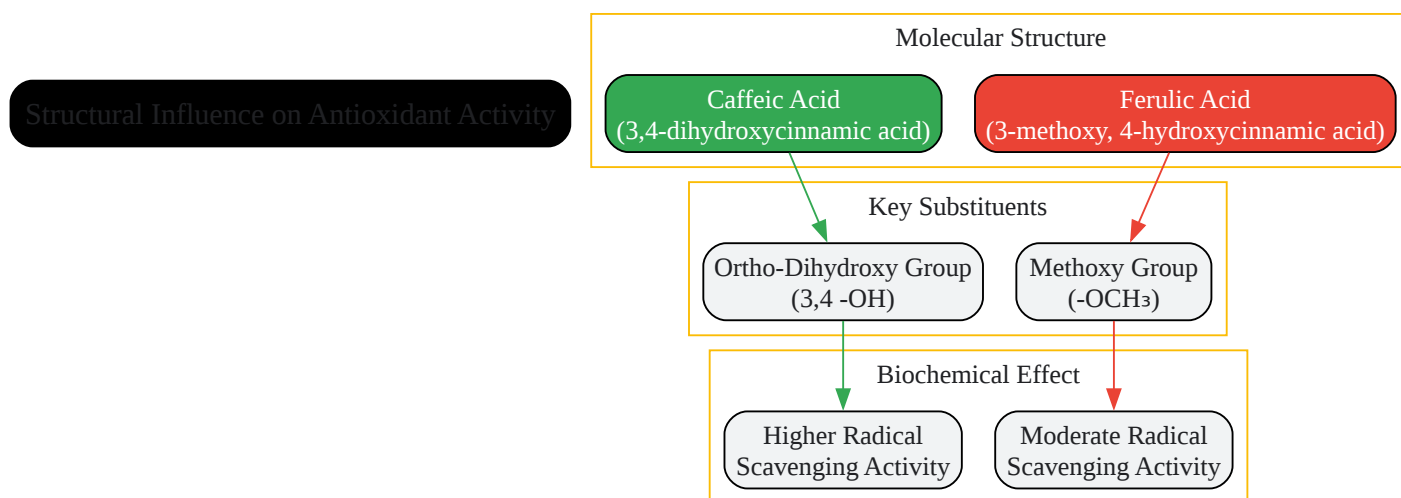 Structural Influence on Antioxidant Activity
Molecular Structure
Caffeic Acid
(3,4-dihydroxycinnamic acid)
Ferulic Acid
(3-methoxy, 4-hydroxycinnamic acid)
Key Substituents
Ortho-Dihydroxy Group
(3,4 -OH)
Methoxy Group
(-OCH₃)
Biochemical Effect
Higher Radical
Scavenging Activity
Moderate Radical
Scavenging Activity